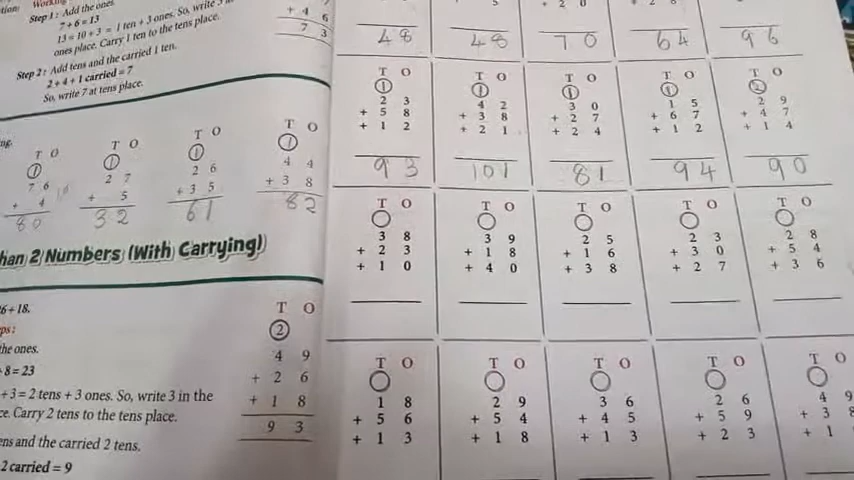 Step 1 : Add the ones
7 + 6 = 13
13 = 10 + 3 = 1 ten + 3 ones. So, write 3 in
ones place. Carry 1 ten to the tens place.
Step 2 : Add tens and the carried 1 ten.
2 + 4 + 1 carried = 7
So, write 7 at tens place.
+ 4 6
7 3
T O
1
7 6
+ 4
80
T O
1
2 7
+ 5
32
T O
1
2 6
+ 3 5
61
T O
1
4 4
+ 3 8
82
han 2 Numbers (With Carrying)
6 + 18.
ps :
he ones.
8 = 23
+ 3 = 2 tens + 3 ones. So, write 3 in the
ce. Carry 2 tens to the tens place.
ens and the carried 2 tens.
2 carried = 9
T O
2
4 9
+ 2 6
+ 1 8
9 3
48
48
70
64
96
T O
1
2 3
+ 5 8
+ 1 2
93
T O
1
4 2
+ 3 8
+ 2 1
101
T O
1
3 0
+ 2 7
+ 2 4
81
T O
1
1 5
+ 6 7
+ 1 2
94
T O
2
2 9
+ 4 7
+ 1 4
90
T O
3 8
+ 2 3
+ 1 0
T O
3 9
+ 1 8
+ 4 0
T O
2 5
+ 1 6
+ 3 8
T O
2 3
+ 3 0
+ 2 7
T O
2 8
+ 5 4
+ 3 6
T O
1 8
+ 5 6
+ 1 3
T O
2 9
+ 5 4
+ 1 8
T O
3 6
+ 4 5
+ 1 3
T O
2 6
+ 5 9
+ 2 3
T O
4 9
+ 3 8
+ 1